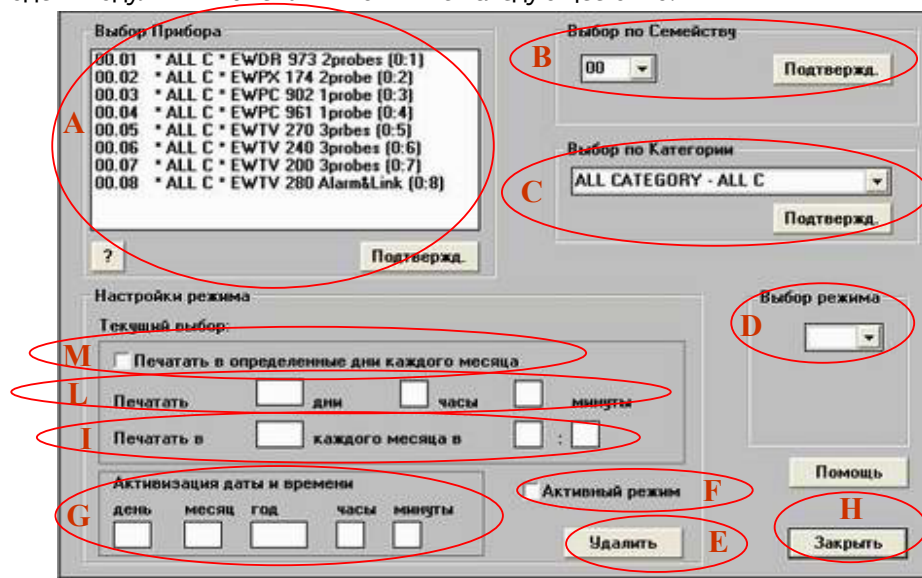 Выбор Прибора
00.01 * ALL C * EWDR 973 2probes (0:1)
00.02 * ALL C * EWPX 174 2probe (0:2)
00.03 * ALL C * EWPC 902 1probe (0:3)
00.04 * ALL C * EWPC 961 1probe (0:4)
00.05 * ALL C * EWTV 270 3prbes (0:5)
00.06 * ALL C * EWTV 240 3probes (0:6)
00.07 * ALL C * EWTV 200 3probes (0:7)
00.08 * ALL C * EWTV 280 Alarm&Link (0:8)
A
?
Подтвержд.
Выбор по Семейству
B
00
Подтвержд.
Выбор по Категории
C
ALL CATEGORY - ALL C
Подтвержд.
Настройки режима
Текущий выбор:
M
Печатать в определенные дни каждого месяца
L
Печатать дни часы минуты
I
Печатать в каждого месяца в :
Активизация даты и времени
G
день месяц год часы минуты
Выбор режима
D
Активный режим
F
Удалить
E
Помощь
H
Закрыть